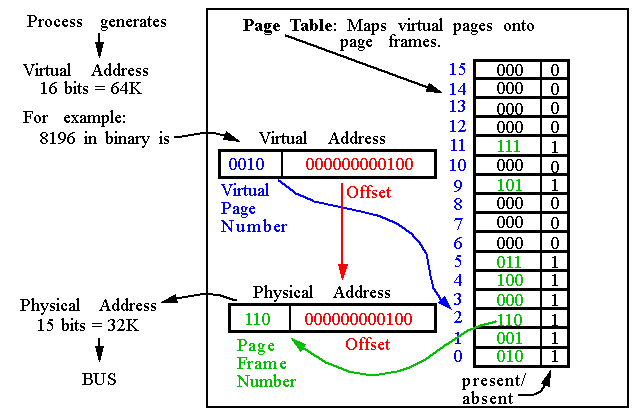 Process generates
Virtual Address
16 bits = 64K
For example:
8196 in binary is
Page Table: Maps virtual pages onto
page frames.
Virtual Address
0010 000000000100
Virtual
Page
Number
Offset
Physical Address
110 000000000100
Page
Frame
Number
Offset
Physical Address
15 bits = 32K
BUS
15 000 0
14 000 0
13 000 0
12 000 0
11 111 1
10 000 0
9 101 1
8 000 0
7 000 0
6 000 0
5 011 1
4 100 1
3 000 1
2 110 1
1 001 1
0 010 1
present/
absent